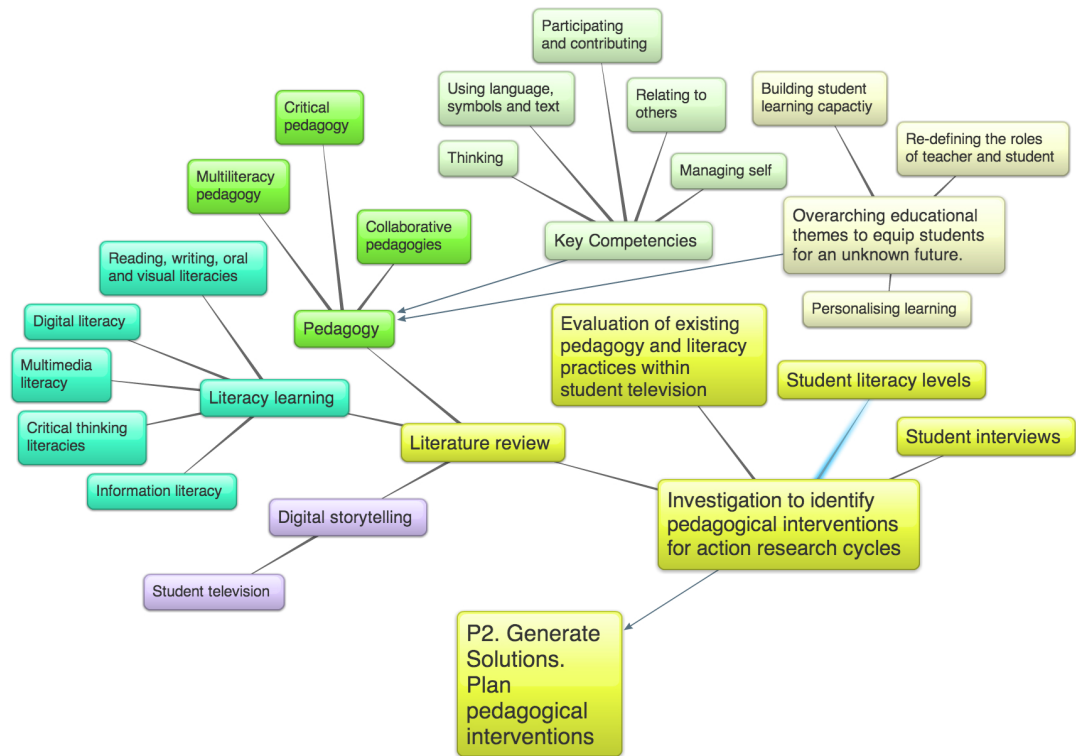 Participating
and contributing
Using language,
symbols and text
Relating to
others
Thinking
Managing self
Key Competencies
Building student
learning capactiy
Re-defining the roles
of teacher and student
Overarching educational
themes to equip students
for an unknown future.
Personalising learning
Critical
pedagogy
Multiliteracy
pedagogy
Collaborative
pedagogies
Pedagogy
Reading, writing, oral
and visual literacies
Digital literacy
Multimedia
literacy
Critical thinking
literacies
Information literacy
Literacy learning
Literature review
Digital storytelling
Student television
Evaluation of existing
pedagogy and literacy
practices within
student television
Student literacy levels
Student interviews
Investigation to identify
pedagogical interventions
for action research cycles
P2. Generate
Solutions.
Plan
pedagogical
interventions